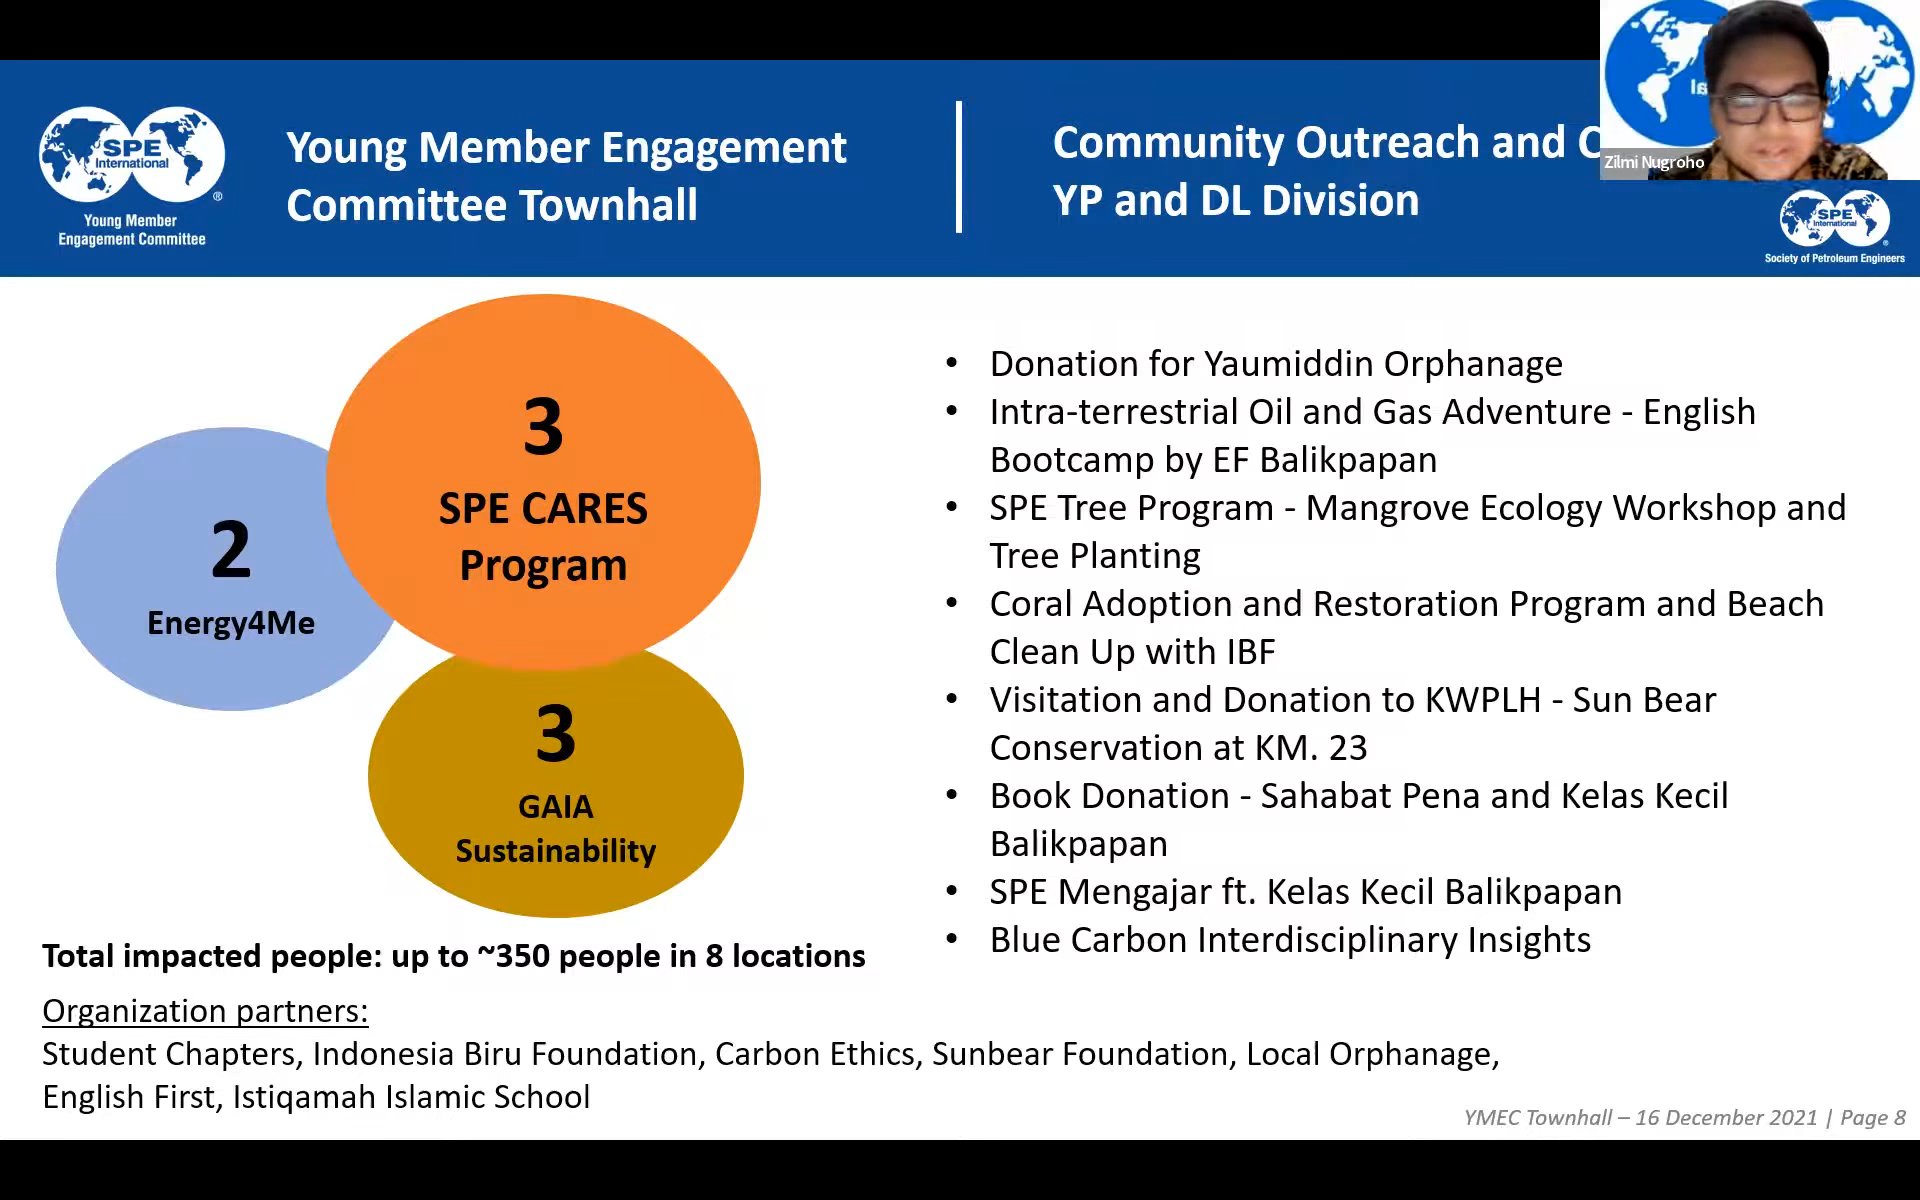 Zilmi Nugroho
SPE
International
®
Young Member
Engagement Committee
Young Member Engagement
Committee Townhall
Community Outreach and C
YP and DL Division
SPE
International
®
Society of Petroleum Engineers
2
Energy4Me
3
SPE CARES
Program
3
GAIA
Sustainability
• Donation for Yaumiddin Orphanage
• Intra-terrestrial Oil and Gas Adventure - English
Bootcamp by EF Balikpapan
• SPE Tree Program - Mangrove Ecology Workshop and
Tree Planting
• Coral Adoption and Restoration Program and Beach
Clean Up with IBF
• Visitation and Donation to KWPLH - Sun Bear
Conservation at KM. 23
• Book Donation - Sahabat Pena and Kelas Kecil
Balikpapan
• SPE Mengajar ft. Kelas Kecil Balikpapan
• Blue Carbon Interdisciplinary Insights
Total impacted people: up to ~350 people in 8 locations
Organization partners:
Student Chapters, Indonesia Biru Foundation, Carbon Ethics, Sunbear Foundation, Local Orphanage,
English First, Istiqamah Islamic School
YMEC Townhall – 16 December 2021 | Page 8